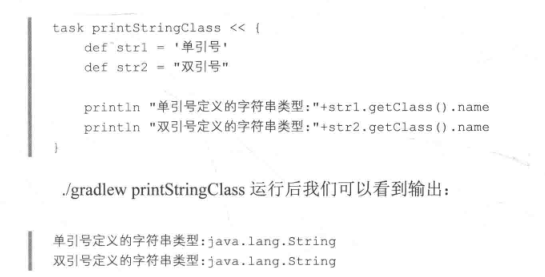 task printStringClass << {
def str1 = '单引号'
def str2 = "双引号"
println "单引号定义的字符串类型:"+str1.getClass().name
println "双引号定义的字符串类型:"+str2.getClass().name
}
./gradlew printStringClass 运行后我们可以看到输出：
单引号定义的字符串类型:java.lang.String
双引号定义的字符串类型:java.lang.String